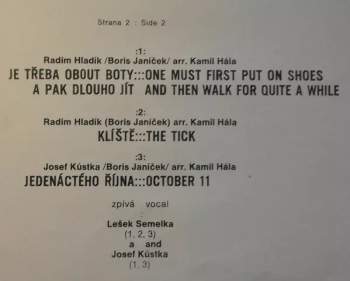 Strana 2 : Side 2
:1:
Radim Hladík /Boris Janíček/ arr. Kamil Hála
JE TŘEBA OBOUT BOTY:::ONE MUST FIRST PUT ON SHOES
A PAK DLOUHO JÍT AND THEN WALK FOR QUITE A WHILE
:2:
Radim Hladík (Boris Janíček) arr. Kamil Hála
KLÍŠTĚ:::THE TICK
:3:
Josef Kůstka /Boris Janíček/ arr. Kamil Hála
JEDENÁCTÉHO ŘÍJNA:::OCTOBER 11
zpívá vocal
Lešek Semelka
(1, 2, 3)
a and
Josef Kůstka
(1, 3)